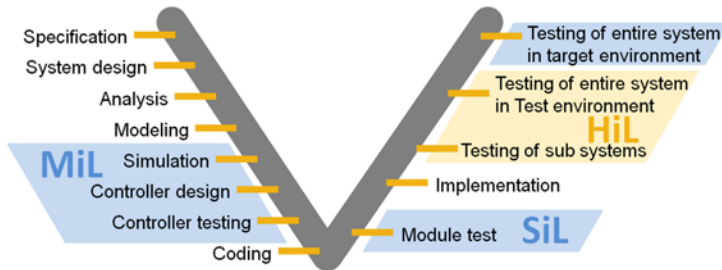 Specification
System design
Analysis
Modeling
MiL
Simulation
Controller design
Controller testing
Coding
Testing of entire system
in target environment
Testing of entire system
in Test environment
HiL
Testing of sub systems
Implementation
Module test
SiL